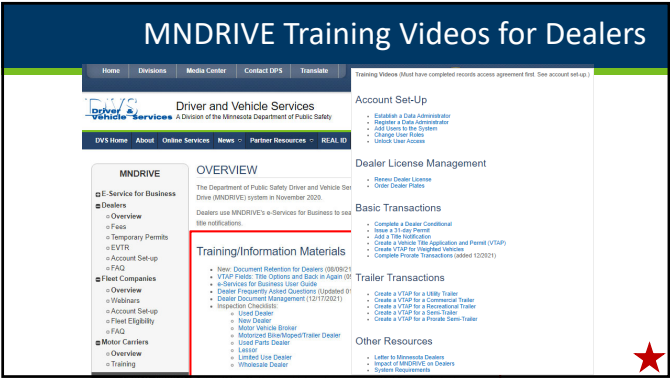 MNDRIVE Training Videos for Dealers
Home Divisions Media Center Contact DPS Translate
DVS
Driver &
Vehicle Services
Driver and Vehicle Services
A Division of the Minnesota Department of Public Safety
DVS Home About Online Services News Partner Resources REAL ID
MNDRIVE
E-Service for Business
Dealers
Overview
Fees
Temporary Permits
EVTR
Account Set-up
FAQ
Fleet Companies
Overview
Webinars
Account Set-up
Fleet Eligibility
FAQ
Motor Carriers
Overview
Training
OVERVIEW
The Department of Public Safety Driver and Vehicle Ser
Drive (MNDRIVE) system in November 2020.
Dealers use MNDRIVE's e-Services for Business to sea
title notifications.
Training/Information Materials
New: Document Retention for Dealers (08/09/21
VTAP Fields: Title Options and Back in Again (0
e-Services for Business User Guide
Dealer Frequently Asked Questions (Updated 01
Dealer Document Management (12/17/2021)
Inspection Checklists:
Used Dealer
New Dealer
Motor Vehicle Broker
Motorized Bike/Moped/Trailer Dealer
Used Parts Dealer
Lessor
Limited Use Dealer
Wholesale Dealer
Training Videos (Must have completed records access agreement first. See account set-up.)
Account Set-Up
Establish a Data Administrator
Register a Data Administrator
Add Users to the System
Change User Roles
Unlock User Access
Dealer License Management
Renew Dealer License
Order Dealer Plates
Basic Transactions
Complete a Dealer Conditional
Issue a 31-day Permit
Add a Title Notification
Create a Vehicle Title Application and Permit (VTAP)
Create VTAP for Weighted Vehicles
Complete Prorate Transactions (added 12/2021)
Trailer Transactions
Create a VTAP for a Utility Trailer
Create a VTAP for a Commercial Trailer
Create a VTAP for a Recreational Trailer
Create a VTAP for a Semi-Trailer
Create a VTAP for a Prorate Semi-Trailer
Other Resources
Letter to Minnesota Dealers
Impact of MNDRIVE on Dealers
System Requirements